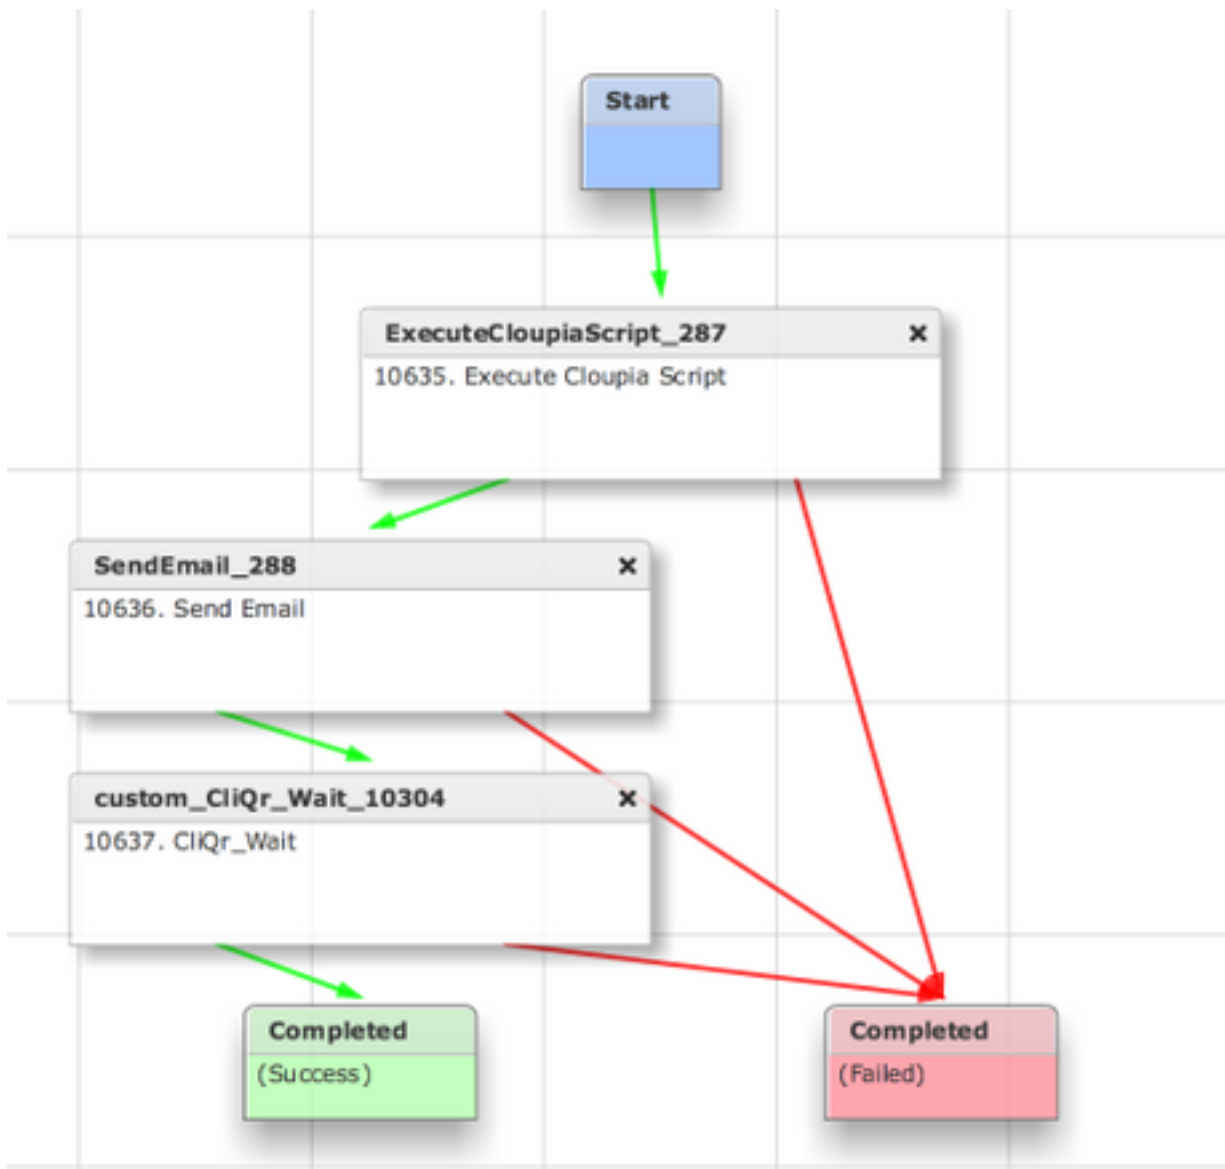 Start
ExecuteCloupiaScript_287
10635. Execute Cloupia Script
SendEmail_288
10636. Send Email
custom_CliQr_Wait_10304
10637. CliQr_Wait
Completed
(Success)
Completed
(Failed)